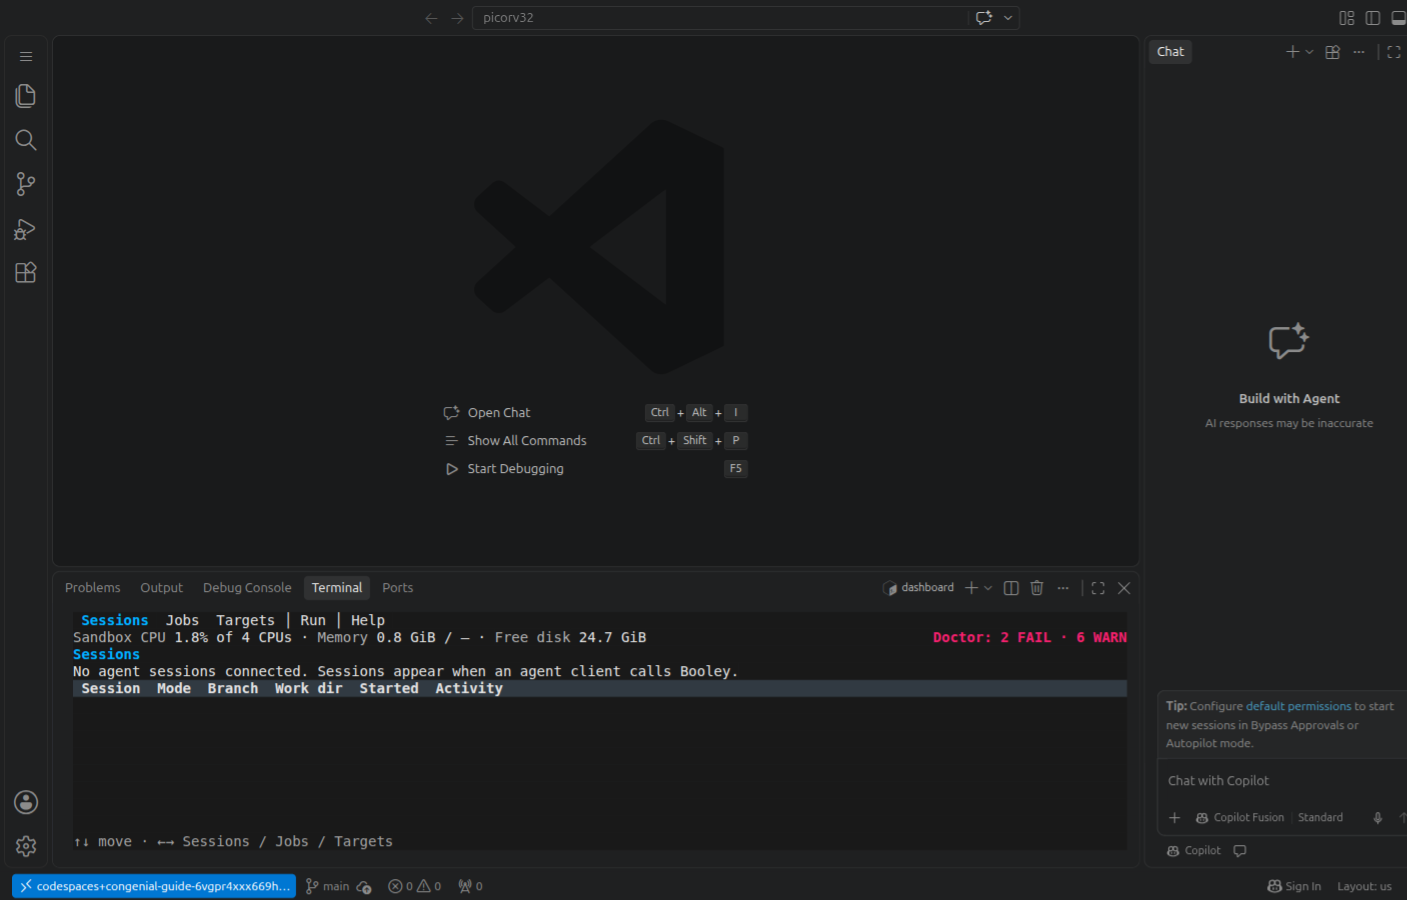 picorv32
Chat
Open Chat Ctrl + Alt + I
Show All Commands Ctrl + Shift + P
Start Debugging F5
Build with Agent
AI responses may be inaccurate
Problems Output Debug Console Terminal Ports dashboard
Sessions Jobs Targets | Run | Help
Sandbox CPU 1.8% of 4 CPUs · Memory 0.8 GiB / — · Free disk 24.7 GiB Doctor: 2 FAIL · 6 WARN
Sessions
No agent sessions connected. Sessions appear when an agent client calls Booley.
Session Mode Branch Work dir Started Activity
↑↓ move · ←→ Sessions / Jobs / Targets
Tip: Configure default permissions to start
new sessions in Bypass Approvals or
Autopilot mode.
Chat with Copilot
Copilot Fusion Standard
Copilot
codespaces+congenial-guide-6vgpr4xxx669h... main 0 0 0 Sign In Layout: us